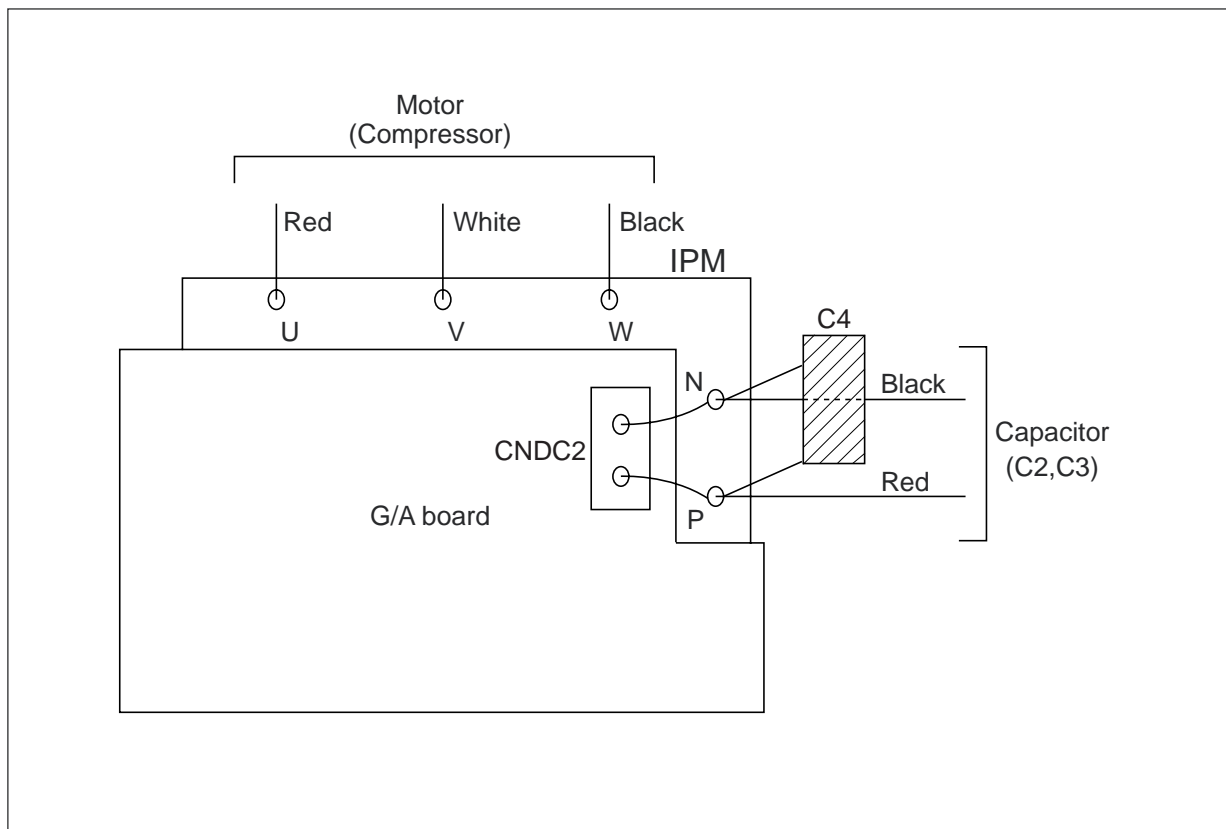 Motor
(Compressor)
Red
White
Black
IPM
U
V
W
C4
N
Black
CNDC2
Capacitor
(C2,C3)
Red
P
G/A board